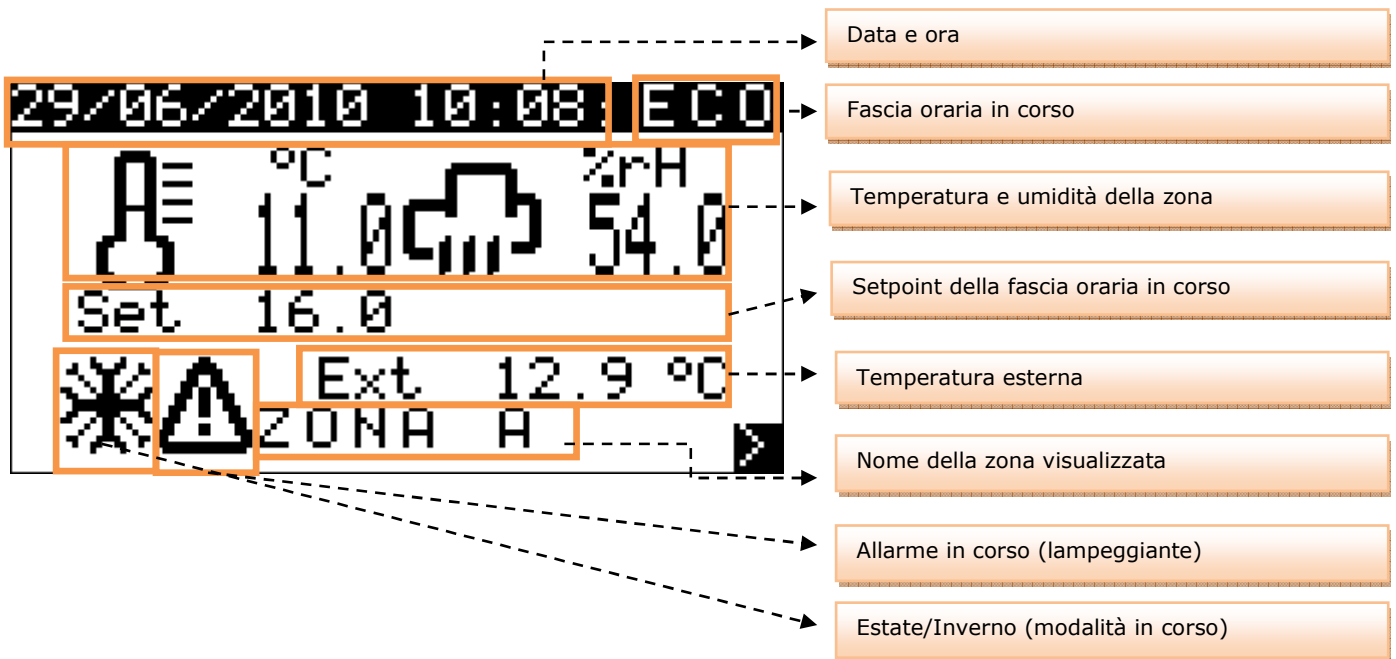 Data e ora
29/06/2010 10:08: ECO
Fascia oraria in corso
°C %rH
11.0 54.0
Temperatura e umidità della zona
Set 16.0
Setpoint della fascia oraria in corso
Ext 12.9 °C
Temperatura esterna
ZONA A
>
Nome della zona visualizzata
Allarme in corso (lampeggiante)
Estate/Inverno (modalità in corso)